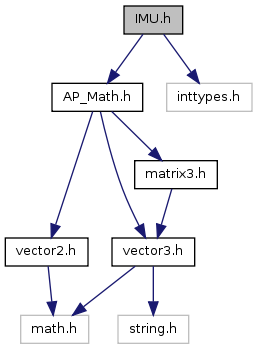 IMU.h
AP_Math.h
inttypes.h
matrix3.h
vector2.h
vector3.h
math.h
string.h